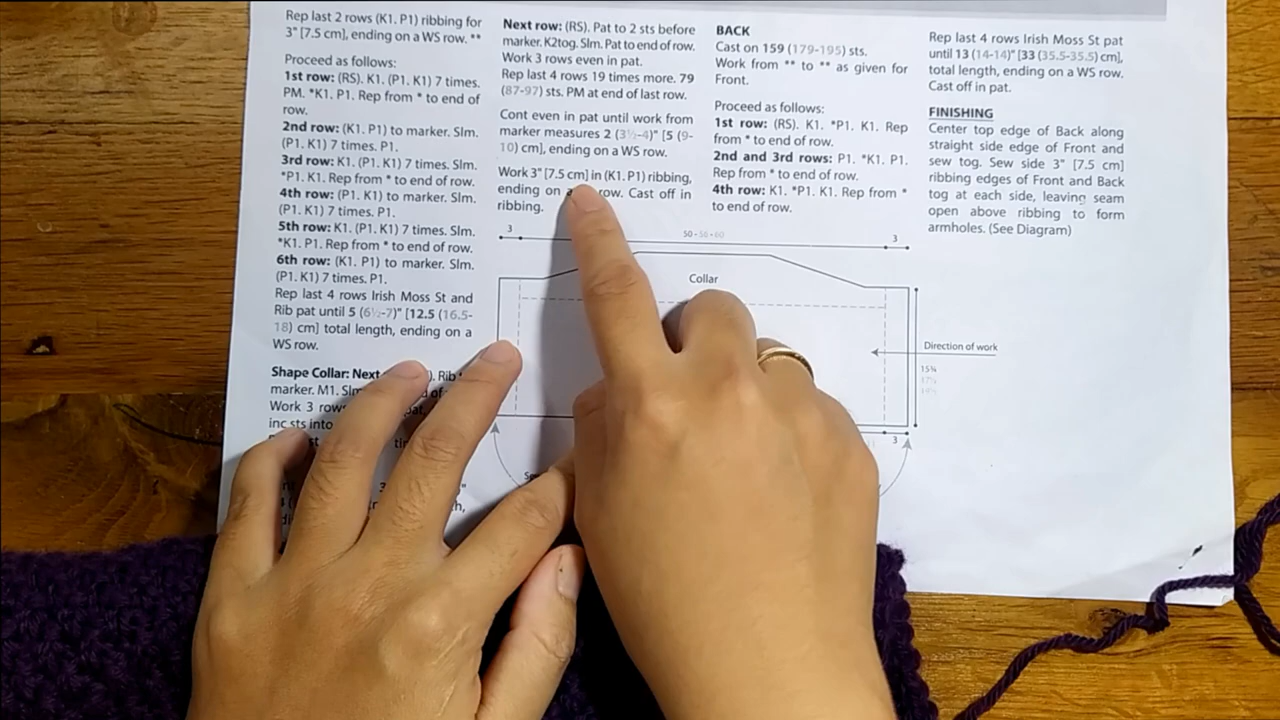 Rep last 2 rows (K1. P1) ribbing for
3" [7.5 cm], ending on a WS row. **
Proceed as follows:
1st row: (RS). K1. (P1. K1) 7 times.
PM. *K1. P1. Rep from * to end of
row.
2nd row: (K1. P1) to marker. Slm.
(P1. K1) 7 times. P1.
3rd row: K1. (P1. K1) 7 times. Slm.
*P1. K1. Rep from * to end of row.
4th row: (P1. K1) to marker. Slm.
(P1. K1) 7 times. P1.
5th row: K1. (P1. K1) 7 times. Slm.
*K1. P1. Rep from * to end of row.
6th row: (K1. P1) to marker. Slm.
(P1. K1) 7 times. P1.
Rep last 4 rows Irish Moss St and
Rib pat until 5 (6½-7)" [12.5 (16.5-
18) cm] total length, ending on a
WS row.
Shape Collar: Next ). Rib
marker. M1. Slm
Work 3 rows pat,
inc sts into
Next row: (RS). Pat to 2 sts before
marker. K2tog. Slm. Pat to end of row.
Work 3 rows even in pat.
Rep last 4 rows 19 times more. 79
(87-97) sts. PM at end of last row.
Cont even in pat until work from
marker measures 2 (3½-4)" [5 (9-
10) cm], ending on a WS row.
Work 3" [7.5 cm] in (K1. P1) ribbing,
ending on a row. Cast off in
ribbing.
BACK
Cast on 159 (179-195) sts.
Work from ** to ** as given for
Front.
Proceed as follows:
1st row: (RS). K1. *P1. K1. Rep
from * to end of row.
2nd and 3rd rows: P1. *K1. P1.
Rep from * to end of row.
4th row: K1. *P1. K1. Rep from *
to end of row.
Rep last 4 rows Irish Moss St pat
until 13 (14-14)" [33 (35.5-35.5) cm],
total length, ending on a WS row.
Cast off in pat.
FINISHING
Center top edge of Back along
straight side edge of Front and
sew tog. Sew side 3" [7.5 cm]
ribbing edges of Front and Back
tog at each side, leaving seam
open above ribbing to form
armholes. (See Diagram)
3
50 - 56 - 60
3
Collar
Direction of work
15¾
3